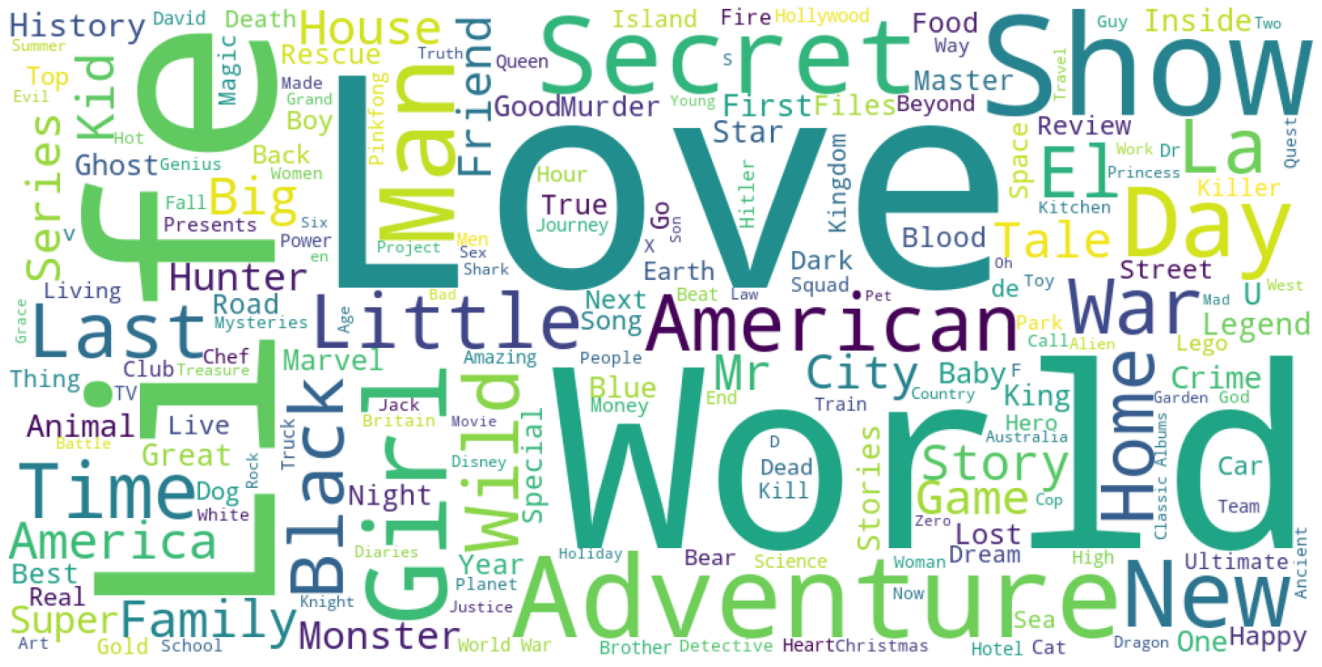 History
David
Death
House
Island
Fire
Hollywood
Food
Guy
Inside
Two
Summer
Kid
Magic
Rescue
Truth
Man
Friend
Queen
Secret
S
Way
Show
Top
Evil
Made
Grand
Boy
Pinkfong
Good
Murder
Young
First
Files
Master
Beyond
Travel
Hot
Life
Love
Star
Review
La
Quest
Series
Ghost
Genius
Back
Women
Hour
True
Journey
Hitler
Kingdom
Space
El
Work
Dr
Princess
Killer
Fall
Big
Six
Go
Son
Kitchen
Day
V
Presents
Power
en
Project
Men
Sex
X
Blood
Tale
Hunter
Shark
Earth
Dark
Squad
Oh
Toy
Street
Living
Road
Bad
Next
Beat
Law
Pet
de
War
U
Mad
West
Grace
Last
Mysteries
Age
Little
Song
American
Park
Call
Alien
Legend
Lego
Thing
Club
Chef
Treasure
Marvel
Amazing
People
Mr
City
Baby
F
Home
Crime
TV
Black
Girl
Wild
Blue
Money
End
Train
Country
King
Garden
God
Animal
Battle
Live
Jack
Britain
Movie
Special
World
Hero
Australia
Classic Albums
Great
Truck
Rock
Disney
D
Dead
Kill
Stories
Story
Car
Time
Dog
White
Night
Game
Cop
Team
America
Diaries
Holiday
Zero
Lost
Best
Year
Planet
Bear
Science
Woman
Dream
High
Ultimate
Ancient
Real
Super
Family
Knight
Justice
Adventure
Now
Sea
New
One
Happy
Art
Gold
School
Monster
World War
Brother
Detective
Heart
Christmas
Hotel
Cat
Dragon